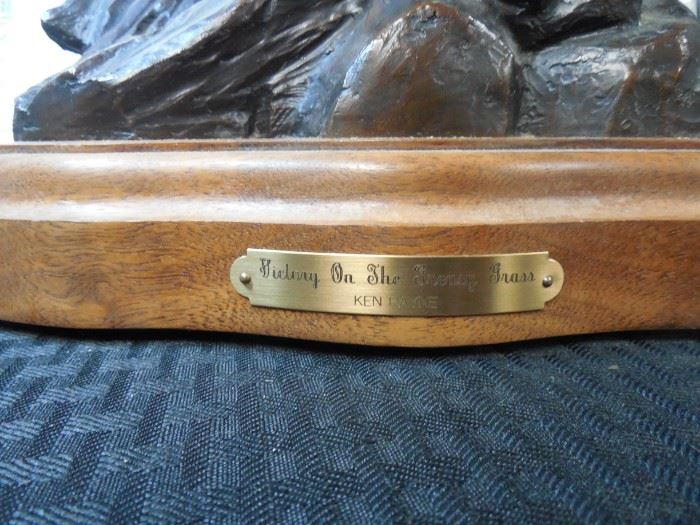 Victory On The Greasy Grass
KEN PAYNE